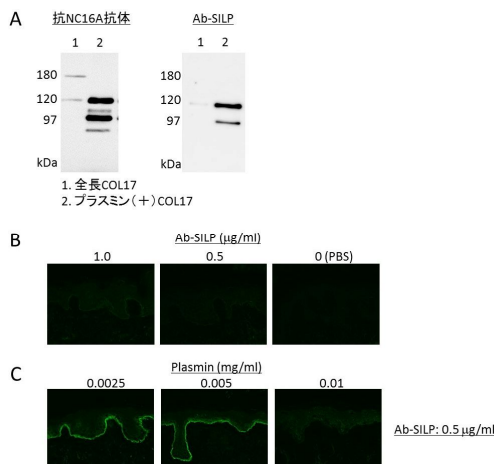 A
抗NC16A抗体
Ab-SILP
1 2
1 2
180
120
97
kDa
180
120
97
kDa
1. 全長COL17
2. プラスミン(+)COL17
B
Ab-SILP (μg/ml)
1.0 0.5 0 (PBS)
C
Plasmin (mg/ml)
0.0025 0.005 0.01
Ab-SILP: 0.5 μg/ml